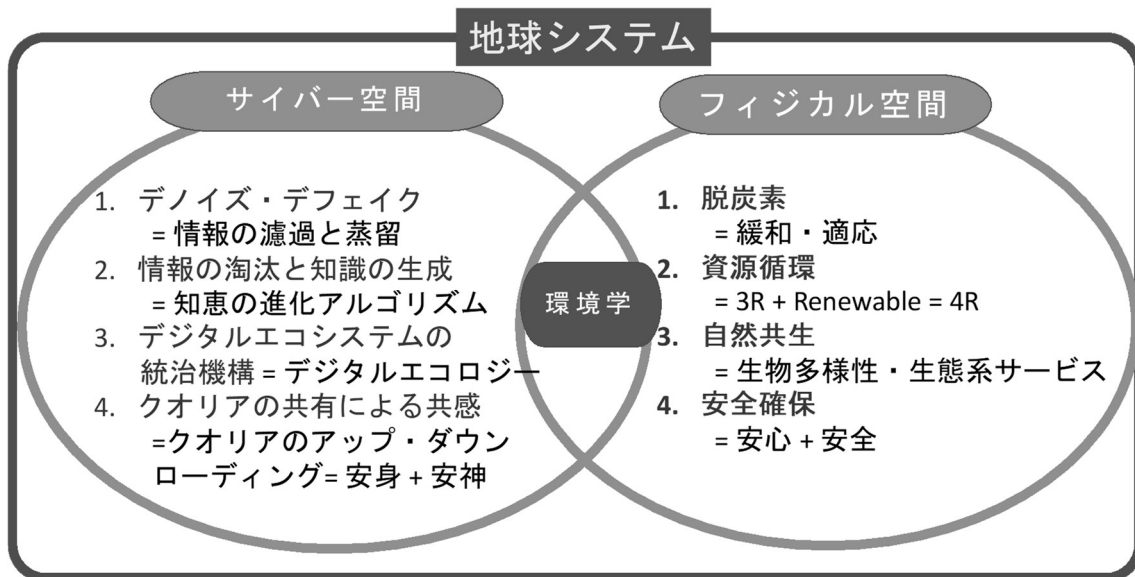 地球システム
サイバー空間
フィジカル空間
1. デノイズ・デフェイク
= 情報の濾過と蒸留
2. 情報の淘汰と知識の生成
= 知恵の進化アルゴリズム
3. デジタルエコシステムの
統治機構 = デジタルエコロジー
4. クオリアの共有による共感
=クオリアのアップ・ダウン
ローディング= 安身 + 安神
環境学
1. 脱炭素
= 緩和・適応
2. 資源循環
= 3R + Renewable = 4R
3. 自然共生
= 生物多様性・生態系サービス
4. 安全確保
= 安心 + 安全